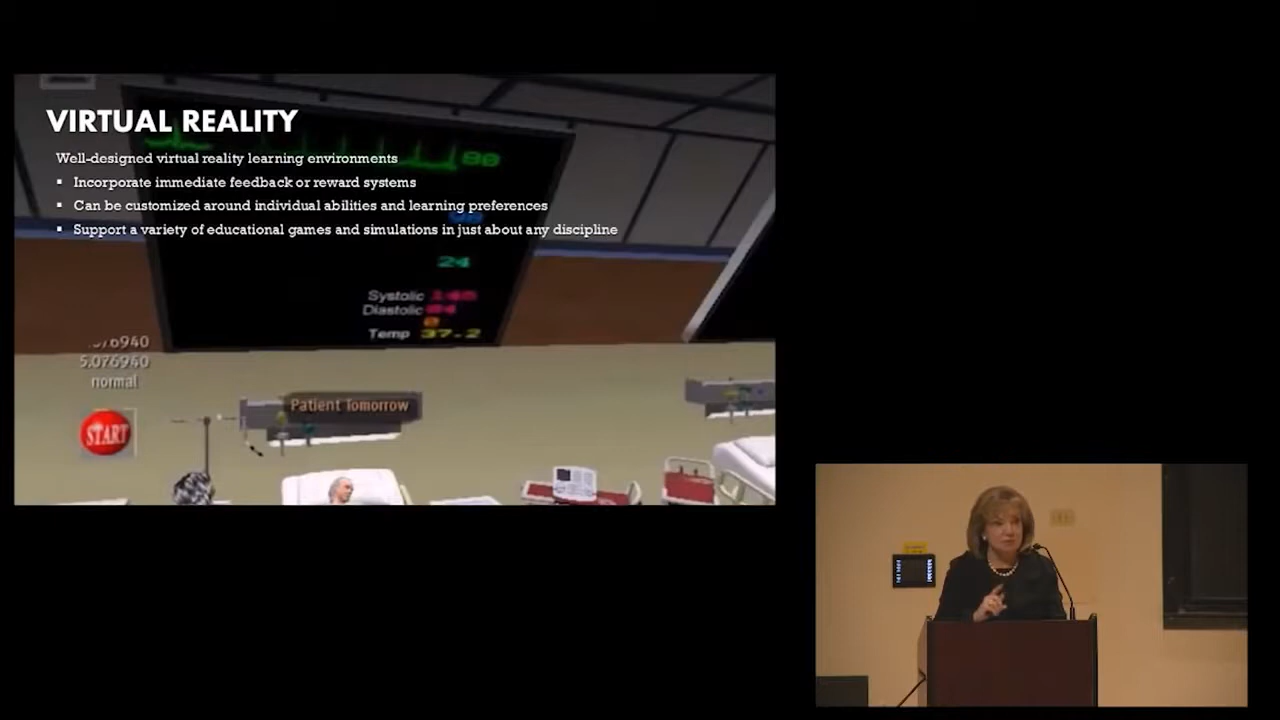 VIRTUAL REALITY
Well-designed virtual reality learning environments
▪ Incorporate immediate feedback or reward systems
▪ Can be customized around individual abilities and learning preferences
▪ Support a variety of educational games and simulations in just about any discipline
80
24
Systolic
Diastolic
Temp 37.2
5.076940
normal
Patient Tomorrow
START